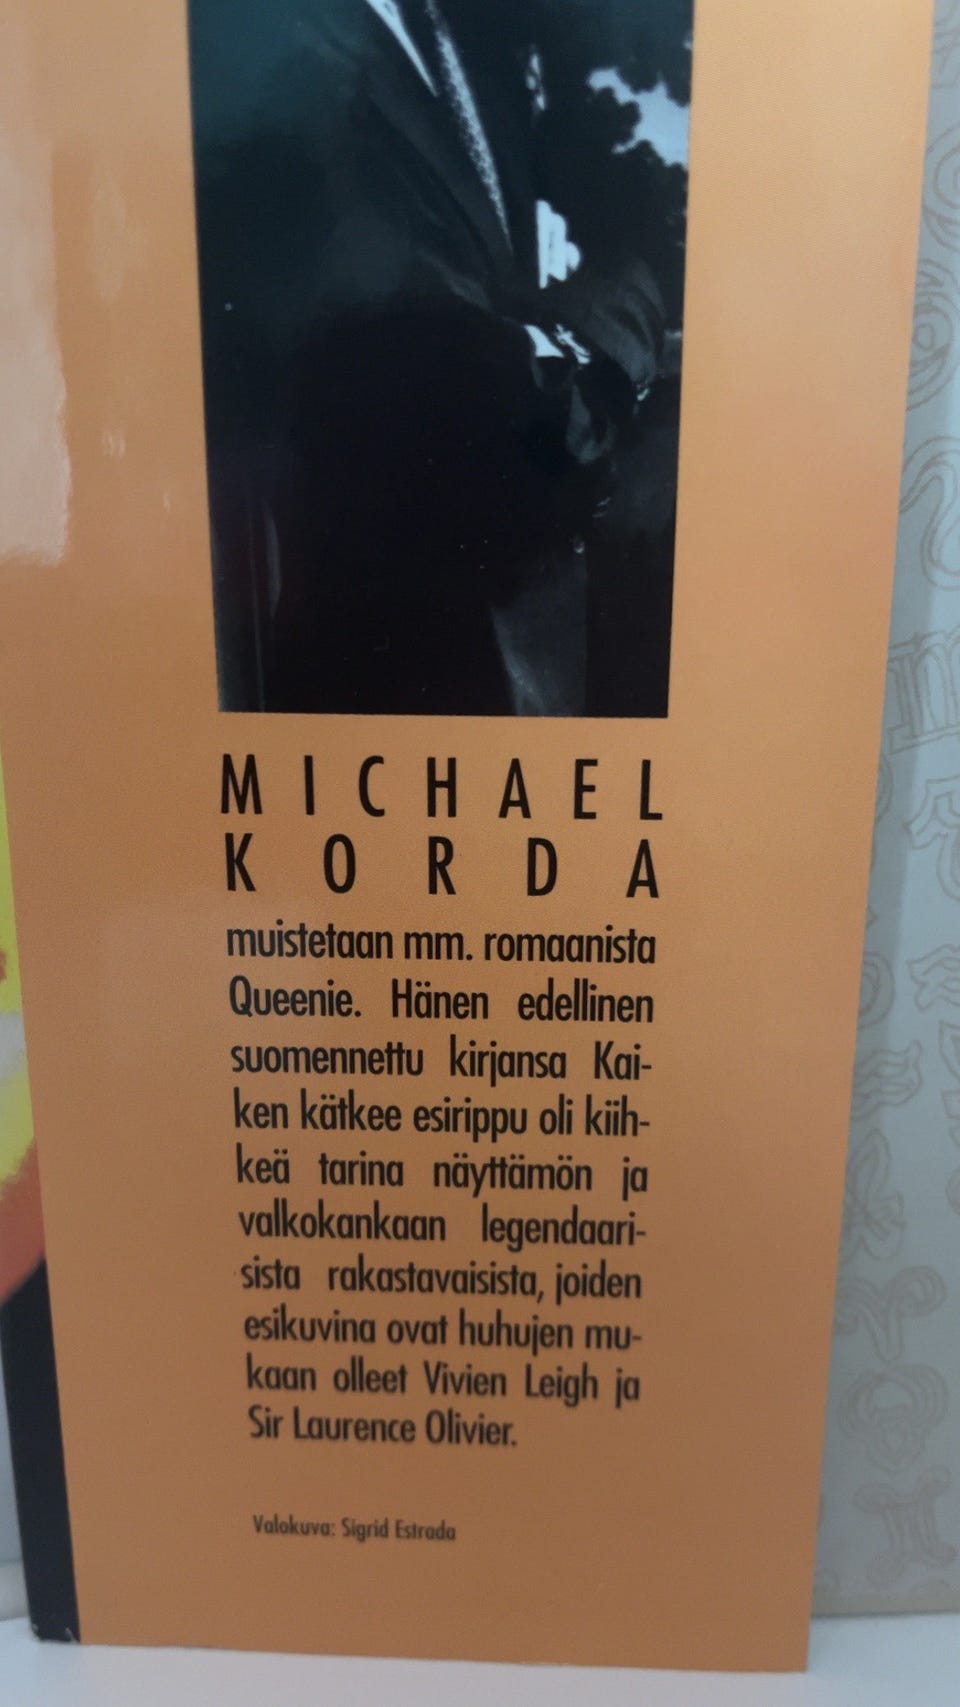 MICHAEL
KORDA
muistetaan mm. romaanista
Queenie. Hänen edellinen
suomennettu kirjansa Kai-
ken kätkee esirippu oli kiih-
keä tarina näyttämön ja
valkokankaan legendaari-
sista rakastavaisista, joiden
esikuvina ovat huhujen mu-
kaan olleet Vivien Leigh ja
Sir Laurence Olivier.
Valokuva: Sigrid Estrada